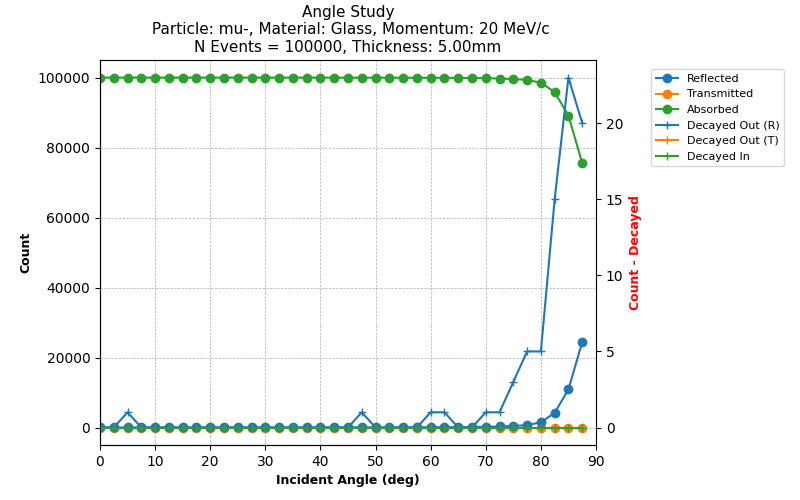 Angle Study
Particle: mu-, Material: Glass, Momentum: 20 MeV/c
N Events = 100000, Thickness: 5.00mm
100000
80000
60000
40000
20000
0
Count
0 10 20 30 40 50 60 70 80 90
Incident Angle (deg)
20
15
10
5
0
Count - Decayed
Reflected
Transmitted
Absorbed
Decayed Out (R)
Decayed Out (T)
Decayed In